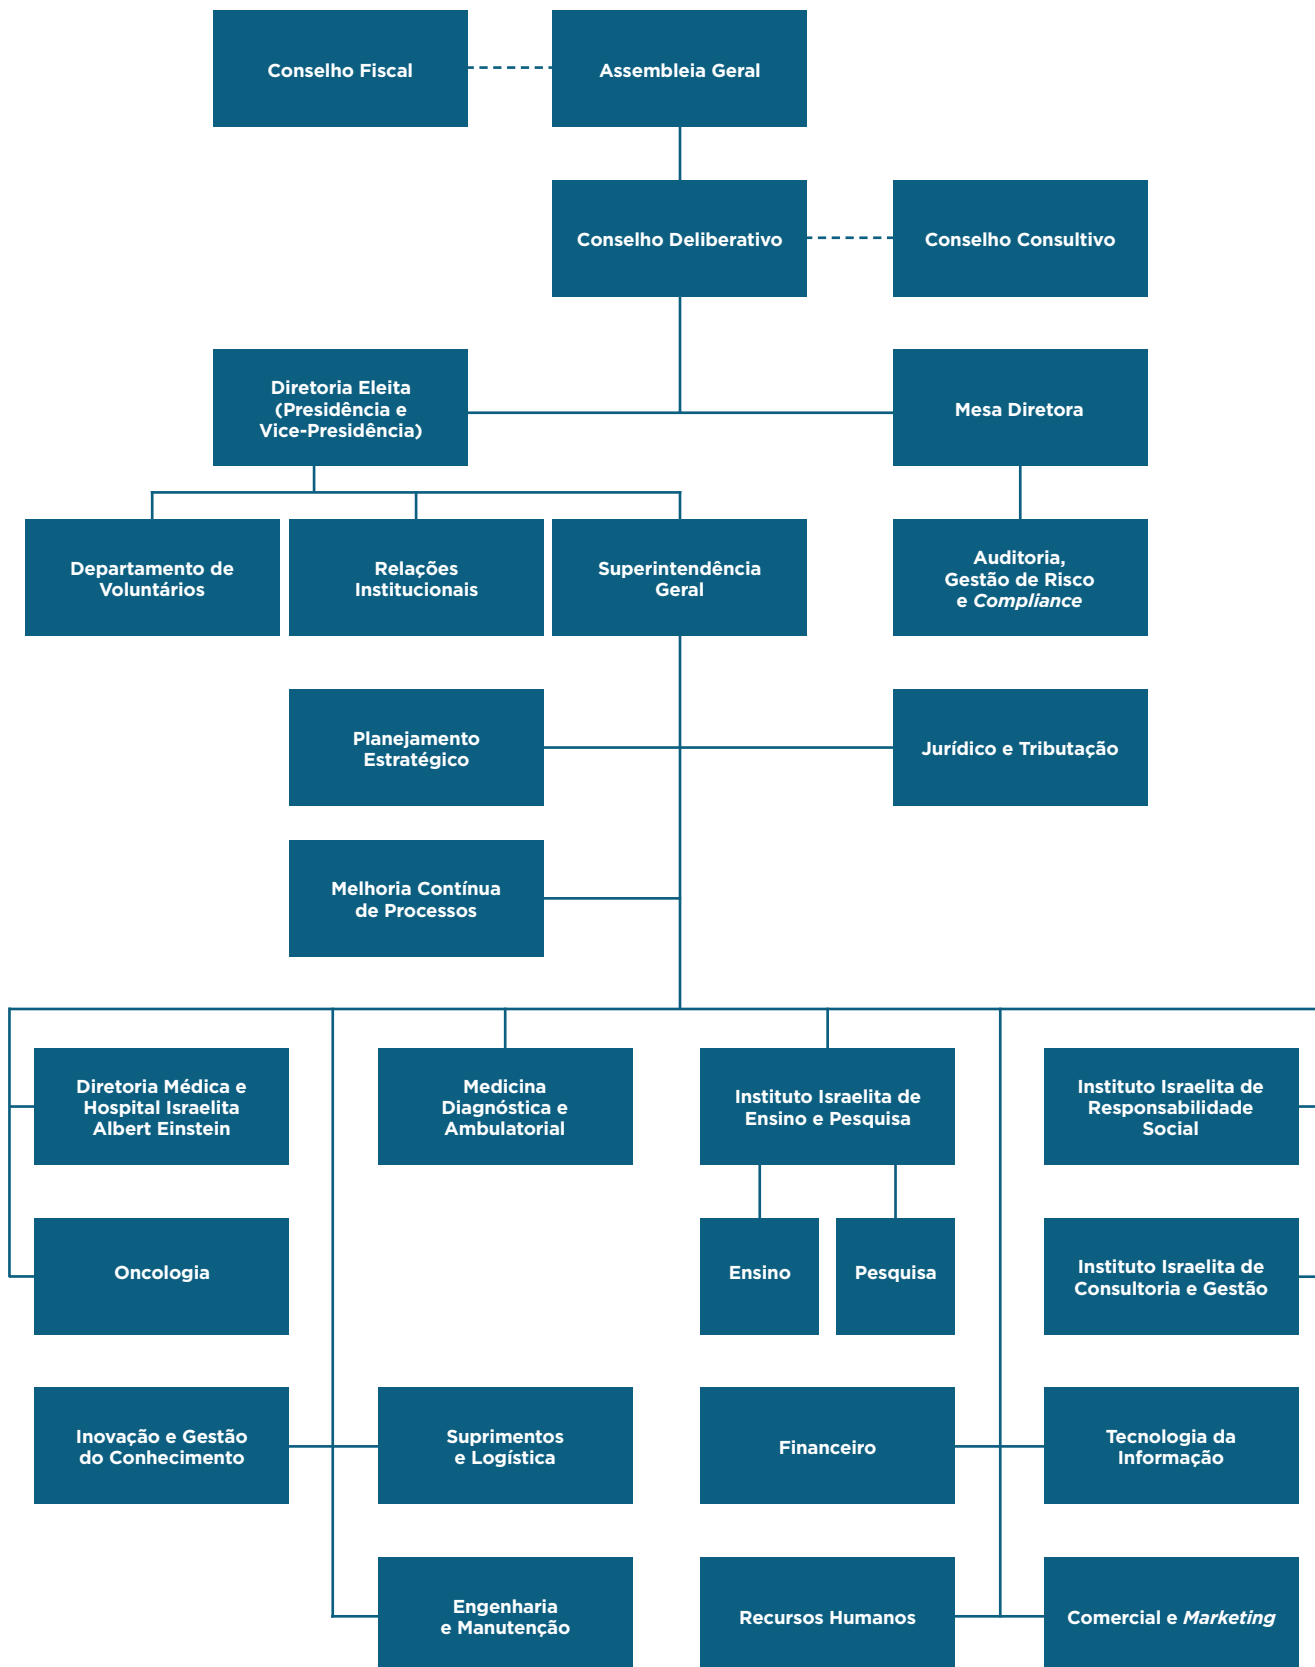 Conselho Fiscal
Assembleia Geral
Conselho Deliberativo
Conselho Consultivo
Diretoria Eleita
(Presidência e
Vice-Presidência)
Mesa Diretora
Departamento de
Voluntários
Relações
Institucionais
Superintendência
Geral
Auditoria,
Gestão de Risco
e Compliance
Planejamento
Estratégico
Jurídico e Tributação
Melhoria Contínua
de Processos
Diretoria Médica e
Hospital Israelita
Albert Einstein
Medicina
Diagnóstica e
Ambulatorial
Instituto Israelita de
Ensino e Pesquisa
Instituto Israelita de
Responsabilidade
Social
Oncologia
Ensino
Pesquisa
Instituto Israelita de
Consultoria e Gestão
Inovação e Gestão
do Conhecimento
Suprimentos
e Logística
Financeiro
Tecnologia da
Informação
Engenharia
e Manutenção
Recursos Humanos
Comercial e Marketing